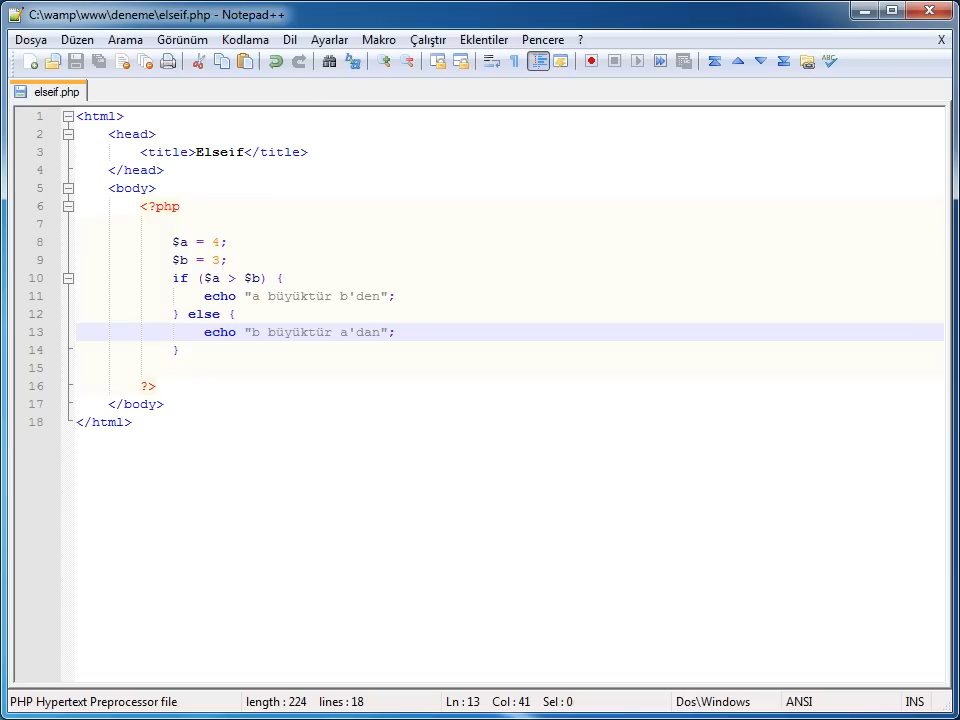 C:\wamp\www\deneme\elseif.php - Notepad++
Dosya Düzen Arama Görünüm Kodlama Dil Ayarlar Makro Çalıştır Eklentiler Pencere ? X
elseif.php
1 <html>
2 <head>
3 <title>Elseif</title>
4 </head>
5 <body>
6 <?php
7
8 $a = 4;
9 $b = 3;
10 if ($a > $b) {
11 echo "a büyüktür b'den";
12 } else {
13 echo "b büyüktür a'dan";
14 }
15
16 ?>
17 </body>
18 </html>
PHP Hypertext Preprocessor file length : 224 lines : 18 Ln : 13 Col : 41 Sel : 0 Dos\Windows ANSI INS